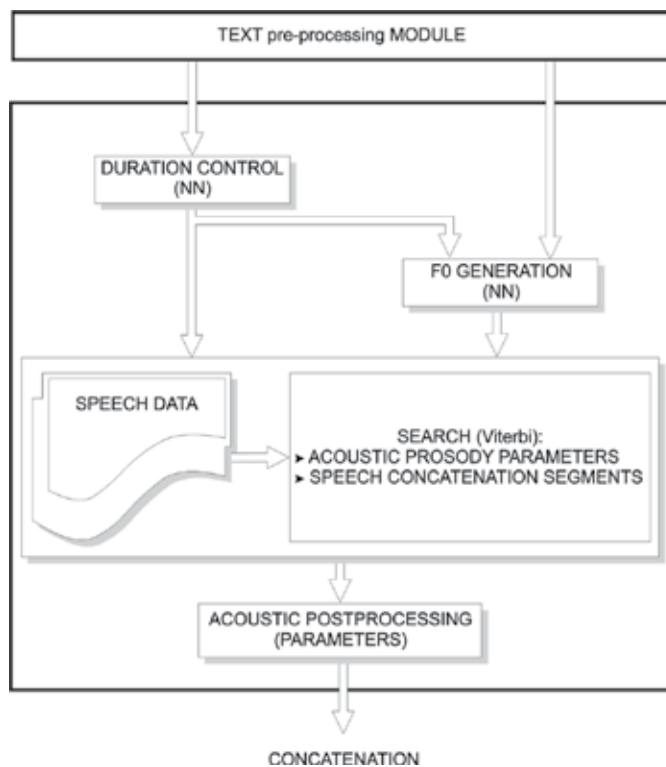 TEXT pre-processing MODULE
DURATION CONTROL
(NN)
F0 GENERATION
(NN)
SPEECH DATA
SEARCH (Viterbi):
➤ ACOUSTIC PROSODY PARAMETERS
➤ SPEECH CONCATENATION SEGMENTS
ACOUSTIC POSTPROCESSING
(PARAMETERS)
CONCATENATION